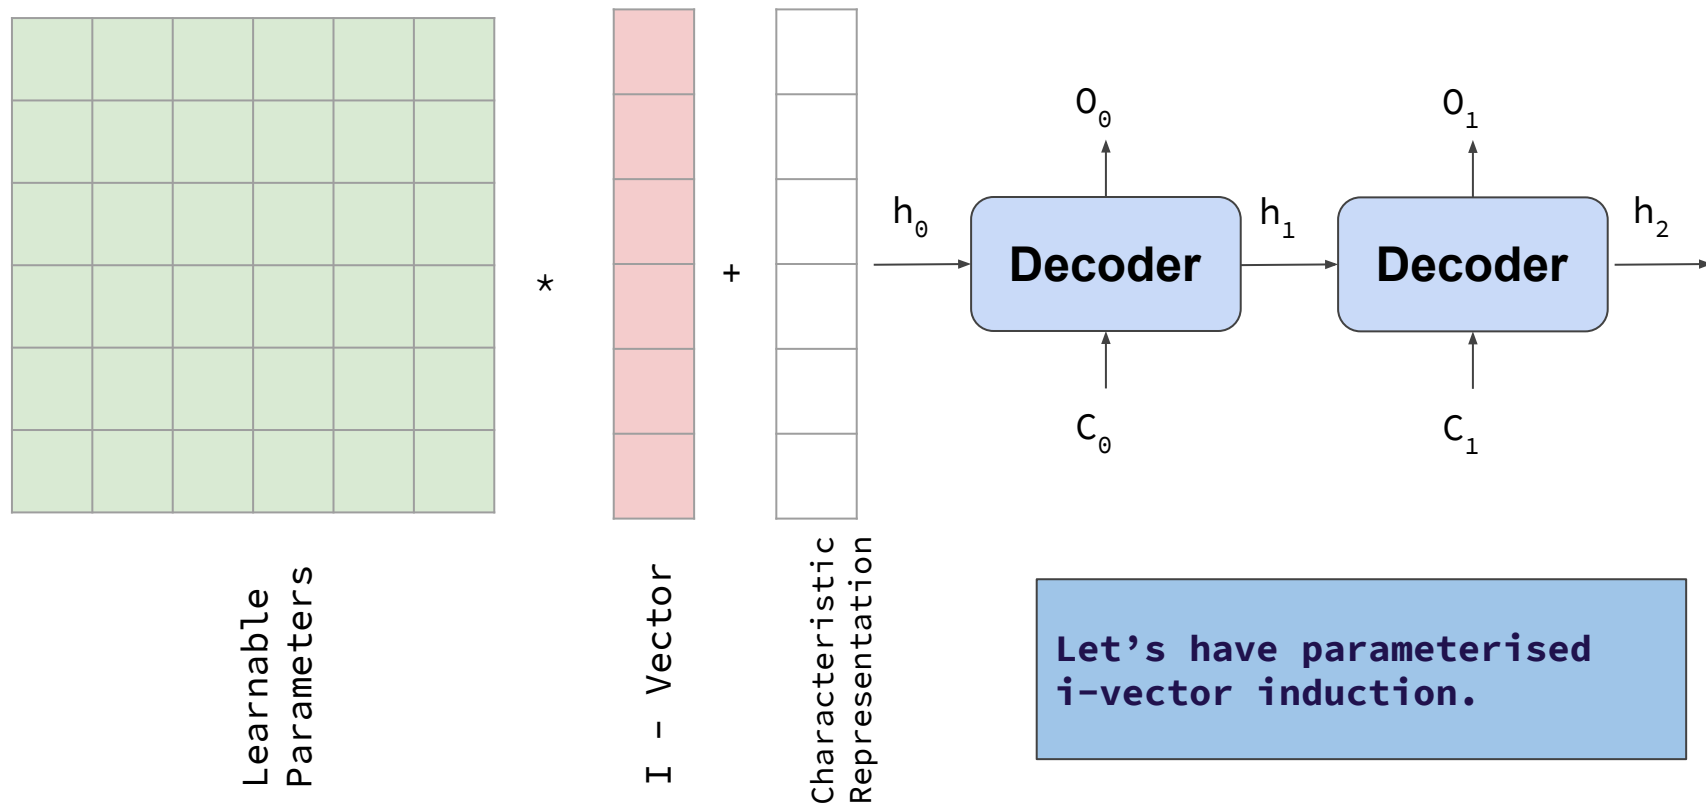 *
+
O₀
O₁
h₀
h₁
h₂
Decoder
Decoder
C₀
C₁
Learnable
Parameters
I - Vector
Characteristic
Representation
Let’s have parameterised
i-vector induction.